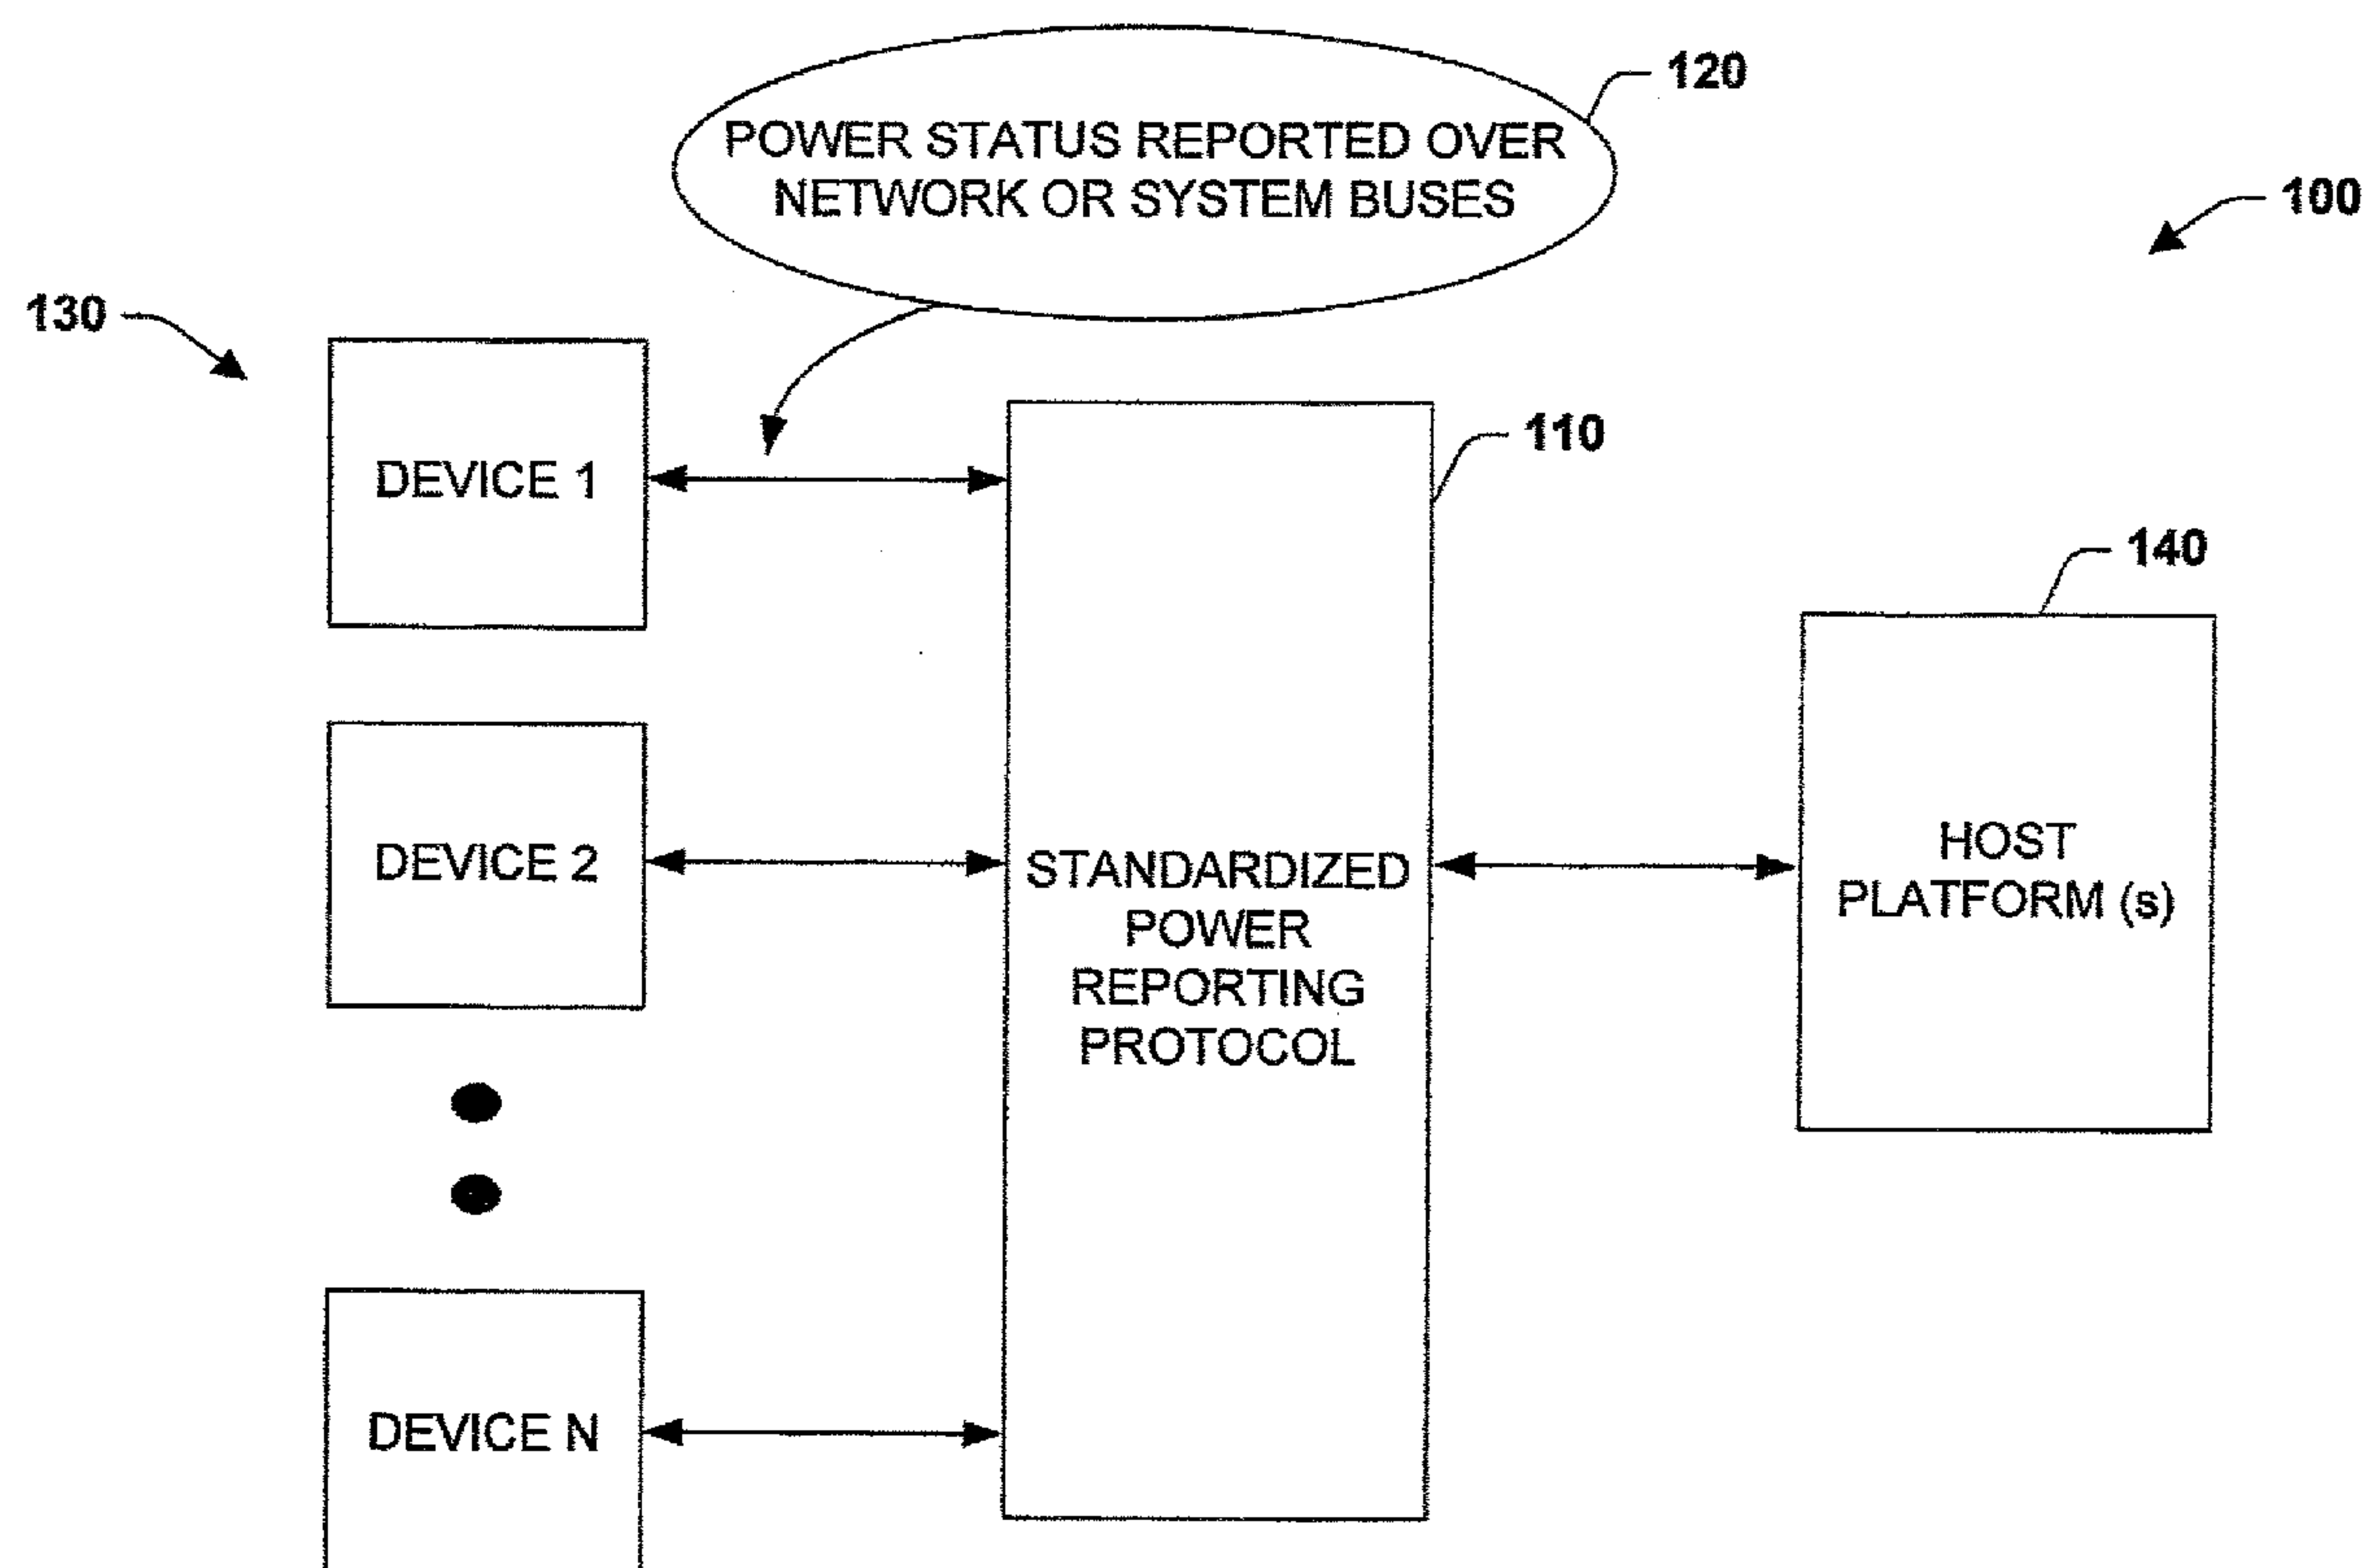 120
POWER STATUS REPORTED OVER
NETWORK OR SYSTEM BUSES
100
130
110
DEVICE 1
140
HOST
PLATFORM (s)
DEVICE 2
STANDARDIZED
POWER
REPORTING
PROTOCOL
DEVICE N